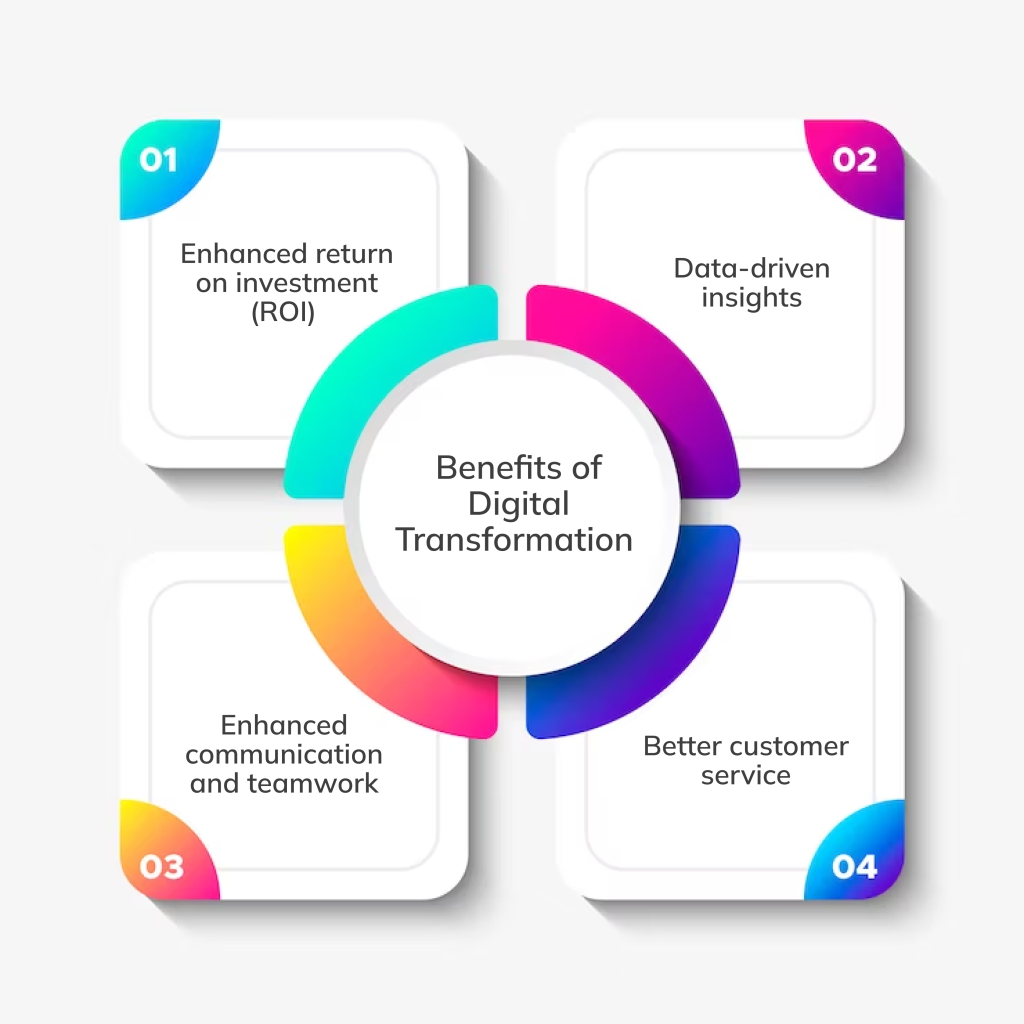 01
Enhanced return
on investment
(ROI)
02
Data-driven
insights
Benefits of
Digital
Transformation
03
Enhanced
communication
and teamwork
04
Better customer
service